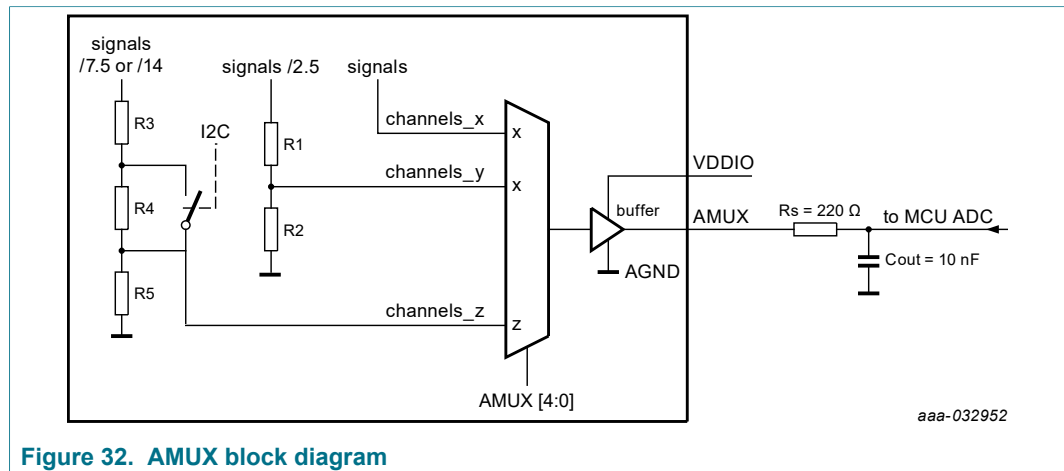 signals
/7.5 or /14
signals /2.5
signals
channels_x
R3
I2C
R1
x
VDDIO
channels_y
x
R4
buffer
AMUX
Rs = 220 Ω
to MCU ADC
R2
AGND
Cout = 10 nF
R5
channels_z
z
AMUX [4:0]
aaa-032952
Figure 32. AMUX block diagram